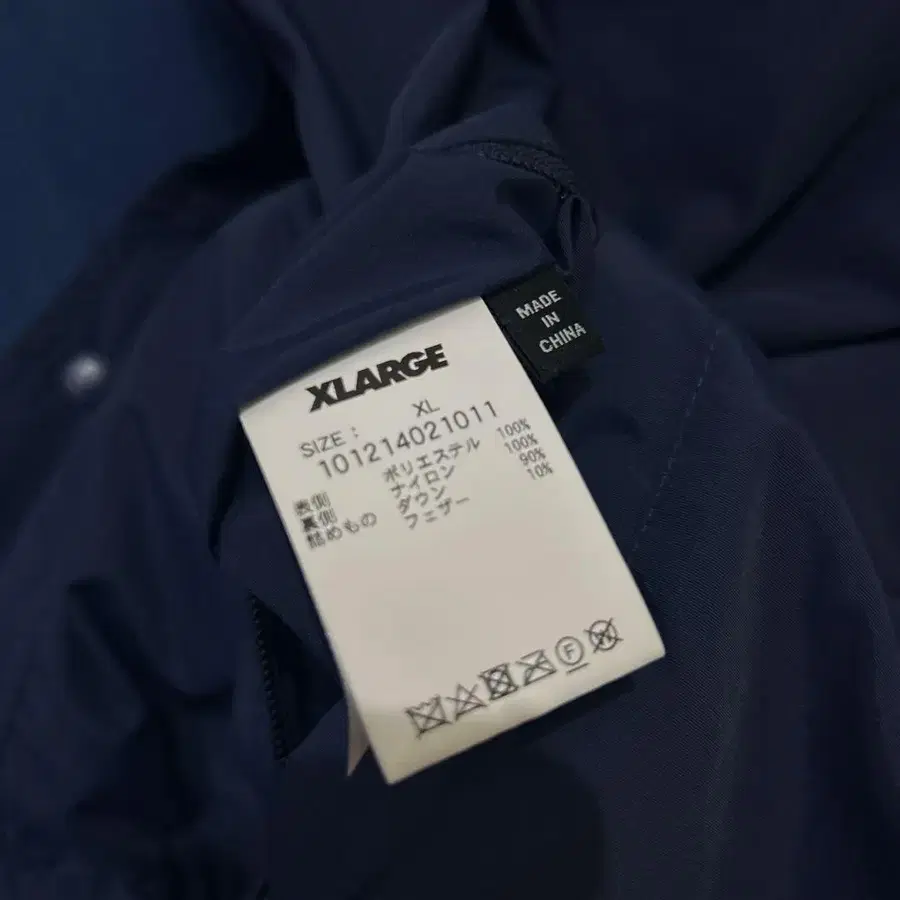 XLARGE
SIZE : XL
101214021011
表側 ポリエステル 100%
裏側 ナイロン 100%
詰めもの ダウン 90%
フェザー 10%
F
MADE
IN
CHINA